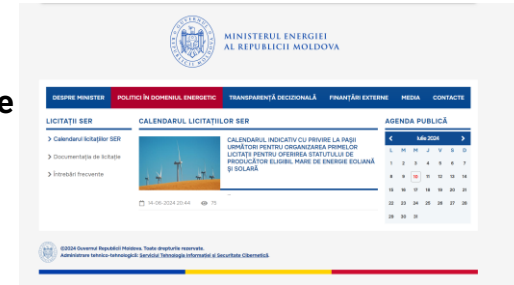 MINISTERUL ENERGIEI
AL REPUBLICII MOLDOVA
e
DESPRE MINISTER POLITICI ÎN DOMENIUL ENERGETIC TRANSPARENȚĂ DECIZIONALĂ FINANȚĂRI EXTERNE MEDIA CONTACTE
LICITAȚII SER
Calendarul licitațiilor SER
Documentația de licitație
Întrebări frecvente
CALENDARUL LICITAȚIILOR SER
CALENDARUL INDICATIV CU PRIVIRE LA PAȘII
URMĂTORI PENTRU ORGANIZAREA PRIMELOR
LICITAȚII PENTRU OFERIREA STATUTULUI DE
PRODUCĂTOR ELIGIBIL MARE DE ENERGIE EOLIANĂ
ȘI SOLARĂ
14-06-2024 20:44 75
AGENDA PUBLICĂ
Iulie 2024
L M M J V S D
1 2 3 4 5 6 7
8 9 10 11 12 13 14
15 16 17 18 19 20 21
22 23 24 25 26 27 28
29 30 31
©2024 Guvernul Republicii Moldova. Toate drepturile rezervate.
Administrare tehnico-tehnologică: Serviciul Tehnologia Informației și Securitate Cibernetică.